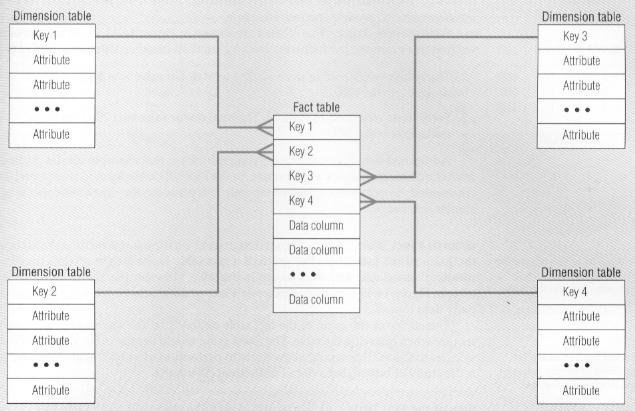 Dimension table
Key 1
Attribute
Attribute
•••
Attribute
Dimension table
Key 3
Attribute
Attribute
•••
Attribute
Fact table
Key 1
Key 2
Key 3
Key 4
Data column
Data column
•••
Data column
Dimension table
Key 2
Attribute
Attribute
•••
Attribute
Dimension table
Key 4
Attribute
Attribute
•••
Attribute